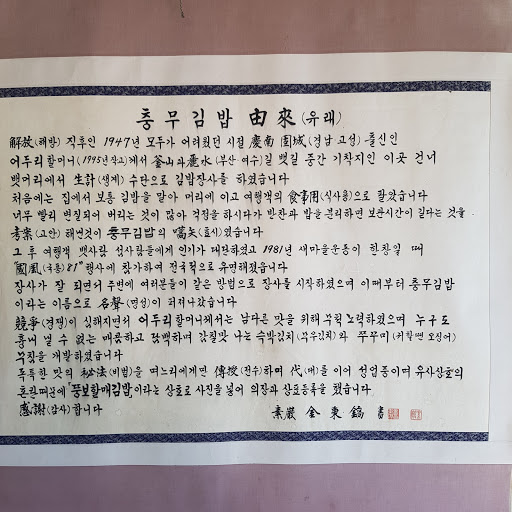 충무김밥 由來(유래)
解放(해방) 직후인 1947년 모두가 어려웠던 시절 慶南 固城(경남 고성) 출신인
어두리할머니(1995년작고)께서 釜山과 麗水(부산 여수)길 뱃길 중간 기착지인 이곳 건너
뱃머리에서 生計(생계) 수단으로 김밥장사를 하였습니다
처음에는 집에서 보통 김밥을 말아 머리에 이고 여행객의 食事用(식사용)으로 팔았습니다
너무 빨리 변질되어 버리는 것이 많아 걱정을 하시다가 반찬과 밥을 분리하면 보관시간이 길다는 것을
考案(고안) 해낸것이 충무김밥의 嚆矢(효시)였습니다
그 후 여행객 뱃사람 섬사람들에게 인기가 대단하였고 1981년 새마을운동이 한창일 때
"國風(국풍)81" 행사에 참가하여 전국적으로 유명해졌습니다
장사가 잘 되면서 주변에 여러분들이 같은 방법으로 장사를 시작하였으며 이때부터 충무김밥
이라는 이름으로 名聲(명성)이 퍼져나갔습니다
競爭(경쟁)이 심해지면서 어두리할머니께서는 남다른 맛을 위해 무척 노력하였으며 누구도
흉내 낼 수 없는 매콤하고 담백하며 감칠맛 나는 슥박김치(무우김치)와 쭈꾸미(귀할땐 오징어)
무침을 개발하였습니다
독특한 맛의 秘法(비법)을 며느리에게만 傳授(전수)하며 代(대)를 이어 성업중이며 유사상호의
혼란때문에 "뚱보할매김밥"이라는 상호로 사진을 넣어 의장과 상표등록을 했습니다
感謝(감사)합니다
素嚴 金東鎬 書